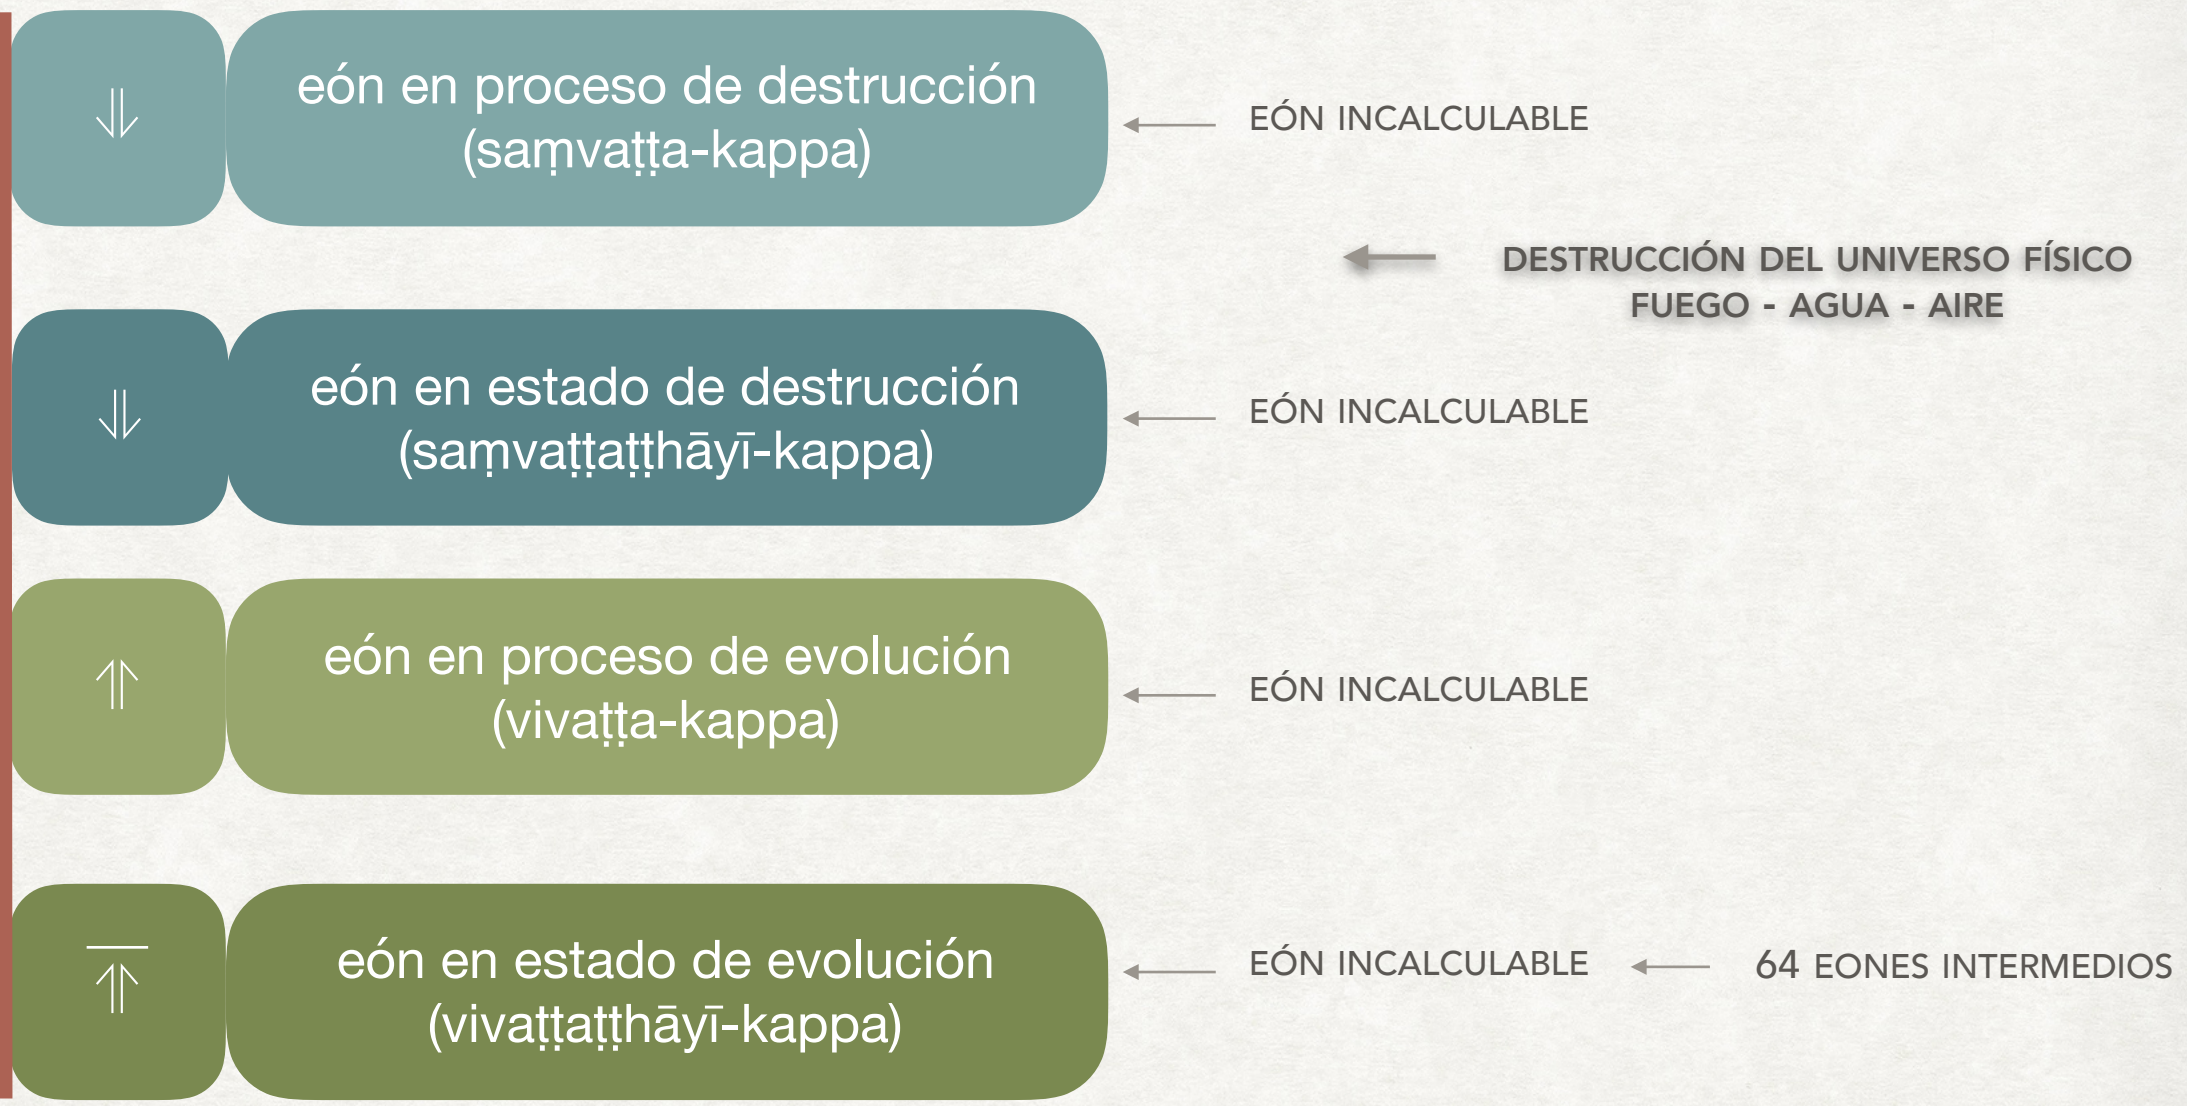 ⇓
eón en proceso de destrucción
(saṃvaṭṭa-kappa)
EÓN INCALCULABLE
DESTRUCCIÓN DEL UNIVERSO FÍSICO
FUEGO - AGUA - AIRE
⇓
eón en estado de destrucción
(saṃvaṭṭaṭṭhāyī-kappa)
EÓN INCALCULABLE
⇑
eón en proceso de evolución
(vivaṭṭa-kappa)
EÓN INCALCULABLE
⇑
eón en estado de evolución
(vivaṭṭaṭṭhāyī-kappa)
EÓN INCALCULABLE
64 EONES INTERMEDIOS